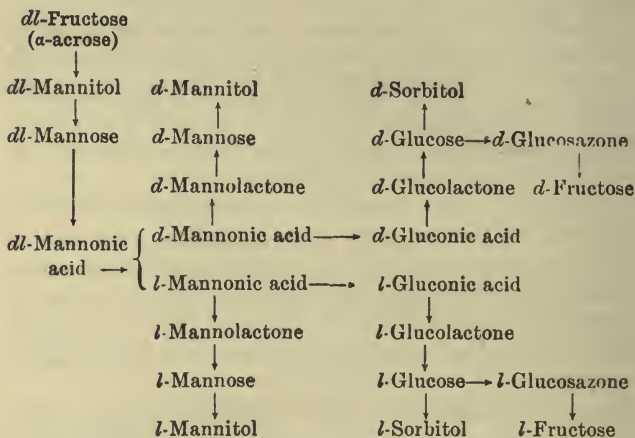 dl-Fructose
(α-acrose)
dl-Mannitol d-Mannitol d-Sorbitol
dl-Mannose d-Mannose d-Glucose d-Glucosazone
d-Mannolactone d-Glucolactone d-Fructose
dl-Mannonic d-Mannonic acid d-Gluconic acid
acid l-Mannonic acid l-Gluconic acid
l-Mannolactone l-Glucolactone
l-Mannose l-Glucose l-Glucosazone
l-Mannitol l-Sorbitol l-Fructose